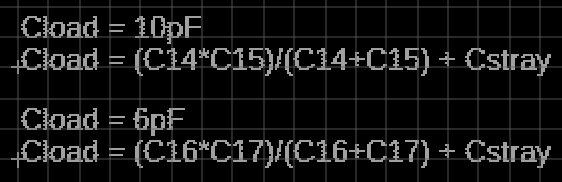 Cload = 10pF
Cload = (C14*C15)/(C14+C15) + Cstray
Cload = 6pF
Cload = (C16*C17)/(C16+C17) + Cstray